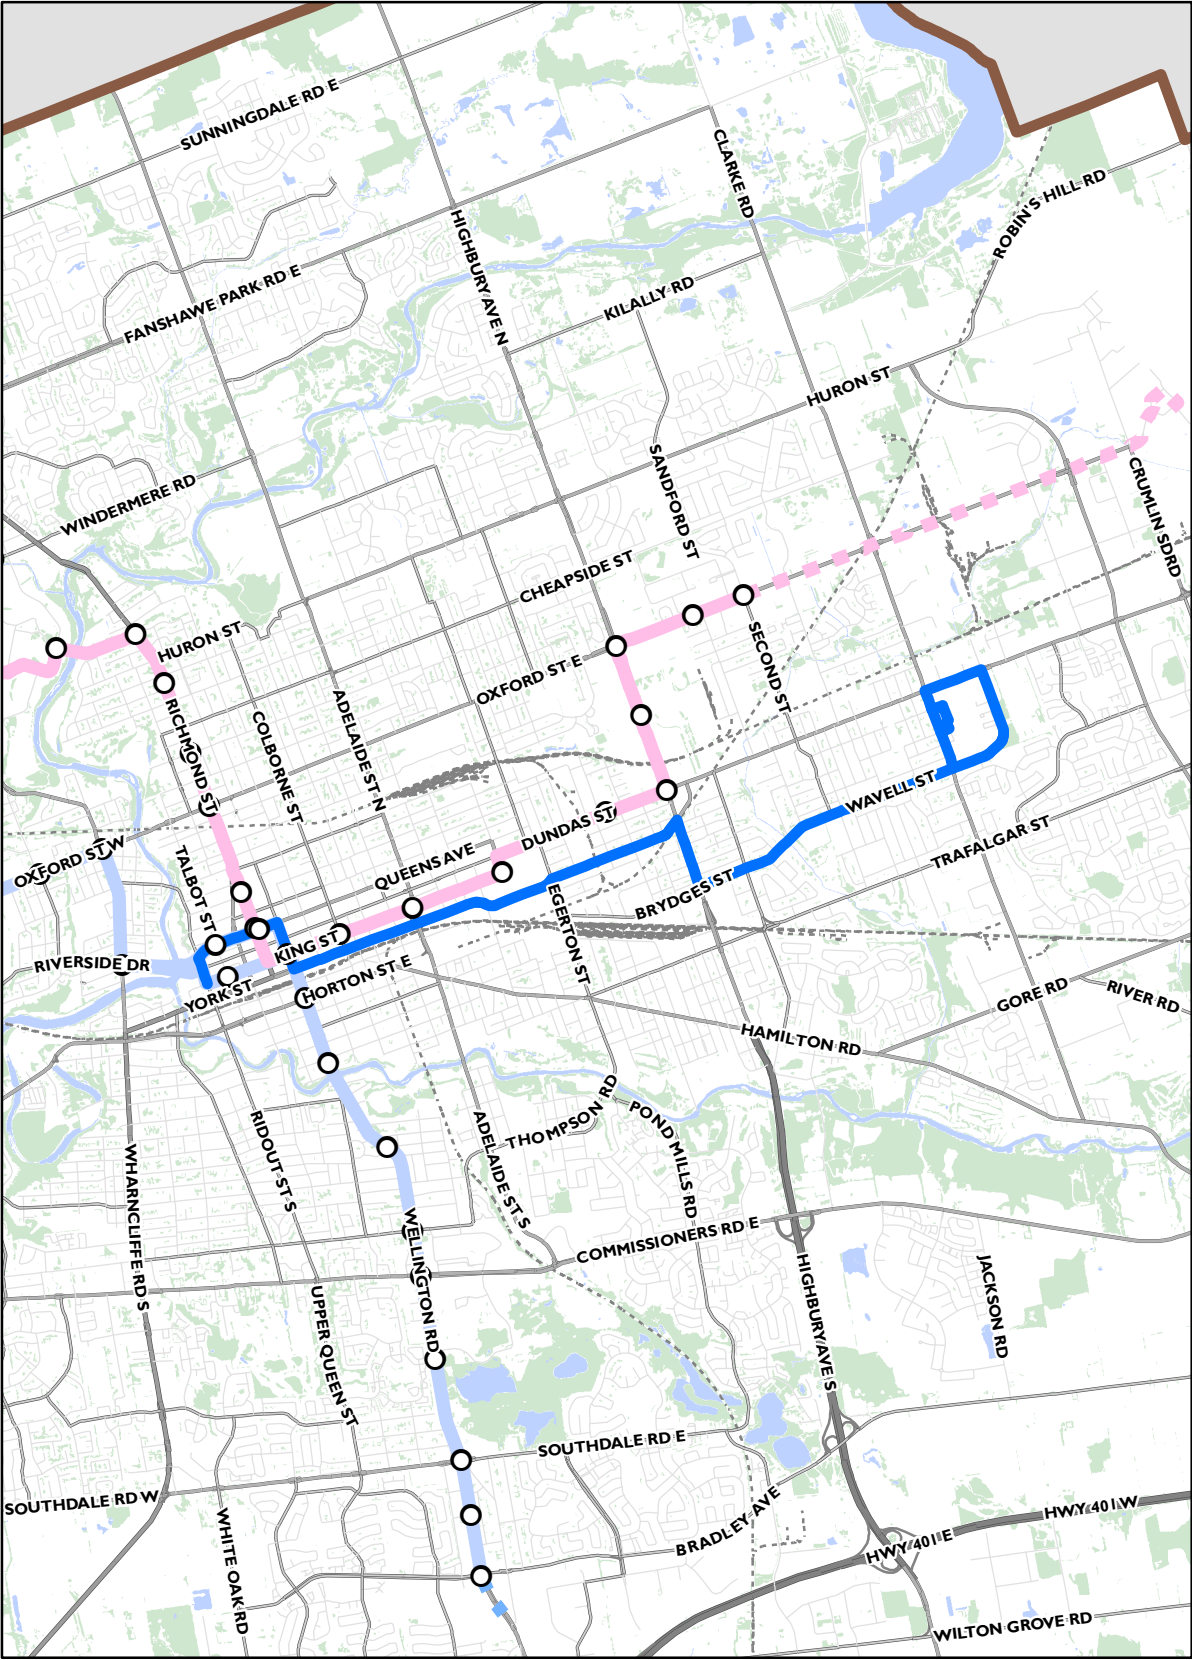 SUNNINGDALE RD E
CLARKE RD
ROBIN'S HILL RD
HIGHBURY AVE N
FANSHAWE PARK RD E
KILALLY RD
HURON ST
WINDERMERE RD
SANDFORD ST
CRUMLIN SDRD
CHEAPSIDE ST
HURON ST
OXFORD ST E
SECOND ST
RICHMOND ST
COLBORNE ST
ADELAIDE ST N
WAVELL ST
DUNDAS ST
TRAFALGAR ST
OXFORD ST W
TALBOT ST
QUEENS AVE
BRYDGES ST
EGERTON ST
KING ST
RIVERSIDE DR
YORK ST
HORTON ST E
GORE RD
RIVER RD
HAMILTON RD
RIDOUT ST S
ADELAIDE ST S
THOMPSON RD
POND MILLS RD
WHARNCLIFFE RD S
WELLINGTON RD
COMMISSIONERS RD E
HIGHBURY AVE S
JACKSON RD
UPPER QUEEN ST
SOUTHDALE RD E
SOUTHDALE RD W
WHITE OAK RD
BRADLEY AVE
HWY 401 W
HWY 401 E
WILTON GROVE RD